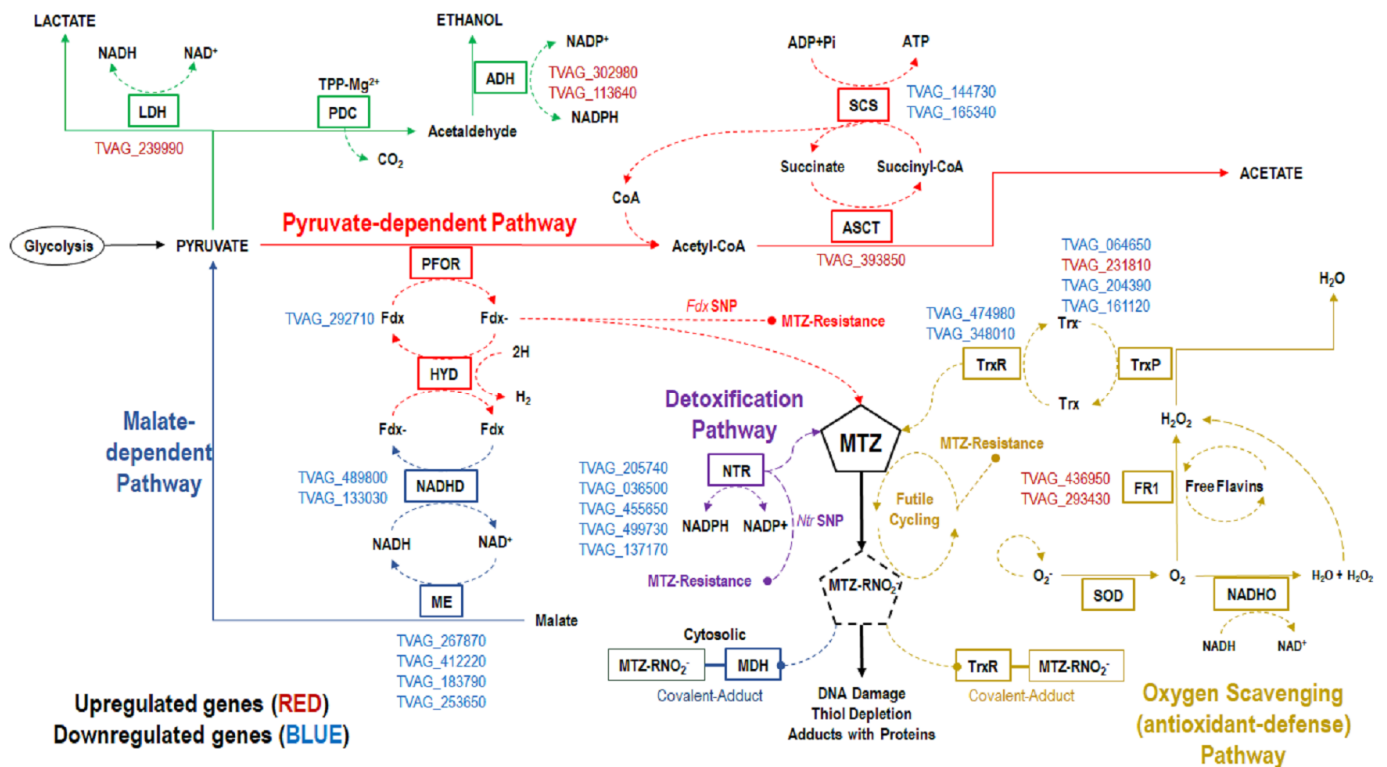 LACTATE
NADH
NAD⁺
LDH
TVAG_239990
TPP-Mg²⁺
PDC
CO₂
ETHANOL
ADH
Acetaldehyde
NADP⁺
TVAG_302980
TVAG_113640
NADPH
ADP+Pi
ATP
SCS
TVAG_144730
TVAG_165340
Succinate
Succinyl-CoA
CoA
ASCT
TVAG_393850
ACETATE
Glycolysis
PYRUVATE
Pyruvate-dependent Pathway
Acetyl-CoA
PFOR
TVAG_292710
Fdx
Fdx-
Fdx SNP
MTZ-Resistance
2H
HYD
H₂
Fdx-
Fdx
Malate-
dependent
Pathway
TVAG_489800
TVAG_133030
NADHD
NADH
NAD⁺
ME
Malate
TVAG_267870
TVAG_412220
TVAG_183790
TVAG_253650
Detoxification
Pathway
TVAG_205740
TVAG_036500
TVAG_455650
TVAG_499730
TVAG_137170
NTR
NADPH
NADP+
Ntr SNP
MTZ-Resistance
MTZ
Futile
Cycling
MTZ-Resistance
MTZ-RNO₂⁻
Cytosolic
MTZ-RNO₂⁻
MDH
Covalent-Adduct
TrxR
MTZ-RNO₂⁻
Covalent-Adduct
DNA Damage
Thiol Depletion
Adducts with Proteins
TVAG_064650
TVAG_231810
TVAG_204390
TVAG_161120
TVAG_474980
TVAG_348010
Trx⁻
TrxR
TrxP
Trx
H₂O
H₂O₂
TVAG_436950
TVAG_293430
FR1
Free Flavins
O₂⁻
SOD
O₂
NADHO
H₂O + H₂O₂
NADH
NAD⁺
Oxygen Scavenging
(antioxidant-defense)
Pathway
Upregulated genes (RED)
Downregulated genes (BLUE)